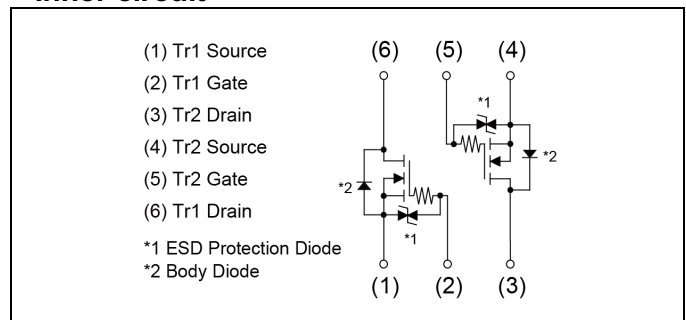 Inner circuit
(1) Tr1 Source
(2) Tr1 Gate
(3) Tr2 Drain
(4) Tr2 Source
(5) Tr2 Gate
(6) Tr1 Drain
*1 ESD Protection Diode
*2 Body Diode
(6) (5) (4)
*1
*2
*2
*1
(1) (2) (3)